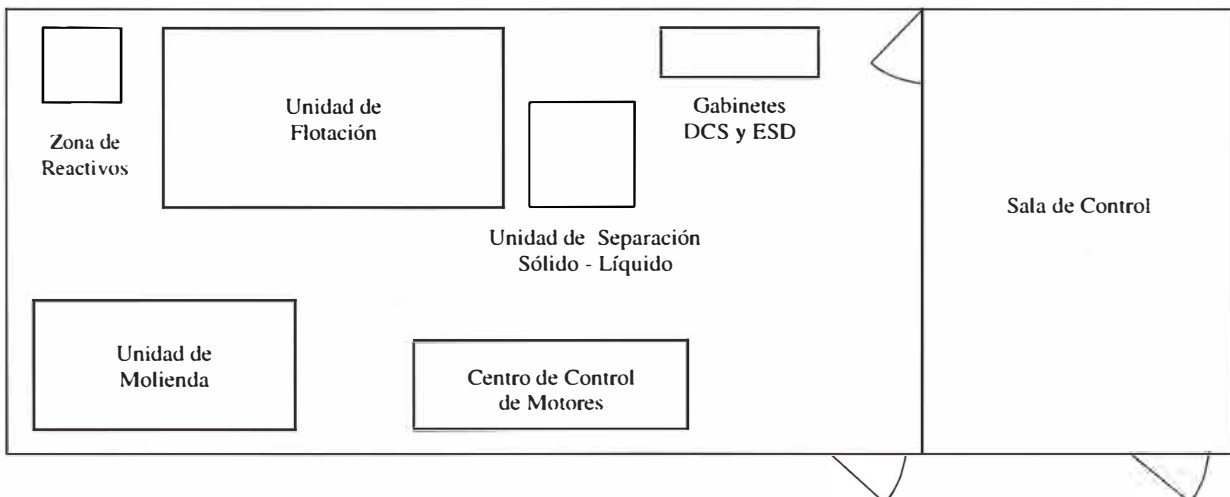 Zona de
Reactivos
Unidad de
Flotación
Unidad de Separación
Sólido - Líquido
Gabinetes
DCS y ESD
Sala de Control
Unidad de
Molienda
Centro de Control
de Motores